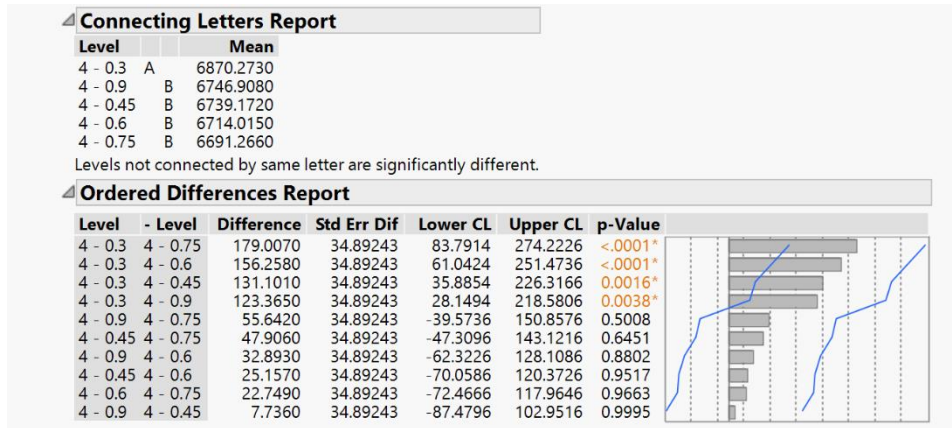 Connecting Letters Report
Level Mean
4 - 0.3 A 6870.2730
4 - 0.9 B 6746.9080
4 - 0.45 B 6739.1720
4 - 0.6 B 6714.0150
4 - 0.75 B 6691.2660
Levels not connected by same letter are significantly different.
Ordered Differences Report
Level - Level Difference Std Err Dif Lower CL Upper CL p-Value
4 - 0.3 4 - 0.75 179.0070 34.89243 83.7914 274.2226 <.0001*
4 - 0.3 4 - 0.6 156.2580 34.89243 61.0424 251.4736 <.0001*
4 - 0.3 4 - 0.45 131.1010 34.89243 35.8854 226.3166 0.0016*
4 - 0.3 4 - 0.9 123.3650 34.89243 28.1494 218.5806 0.0038*
4 - 0.9 4 - 0.75 55.6420 34.89243 -39.5736 150.8576 0.5008
4 - 0.45 4 - 0.75 47.9060 34.89243 -47.3096 143.1216 0.6451
4 - 0.9 4 - 0.6 32.8930 34.89243 -62.3226 128.1086 0.8802
4 - 0.45 4 - 0.6 25.1570 34.89243 -70.0586 120.3726 0.9517
4 - 0.6 4 - 0.75 22.7490 34.89243 -72.4666 117.9646 0.9663
4 - 0.9 4 - 0.45 7.7360 34.89243 -87.4796 102.9516 0.9995